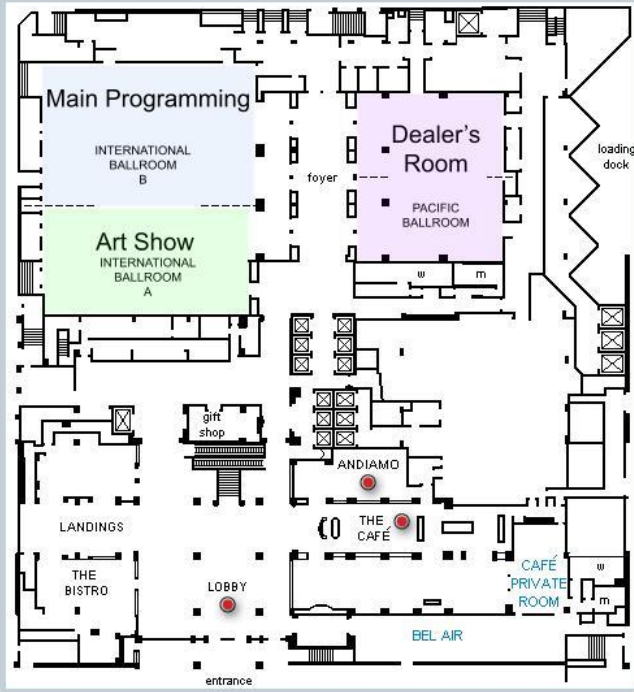 Main Programming
INTERNATIONAL
BALLROOM
B
Dealer's
Room
PACIFIC
BALLROOM
foyer
loading
dock
Art Show
INTERNATIONAL
BALLROOM
A
w
m
gift
shop
ANDIAMO
LANDINGS
THE
CAFÉ
THE
BISTRO
LOBBY
CAFÉ
PRIVATE
ROOM
w
m
BEL AIR
entrance